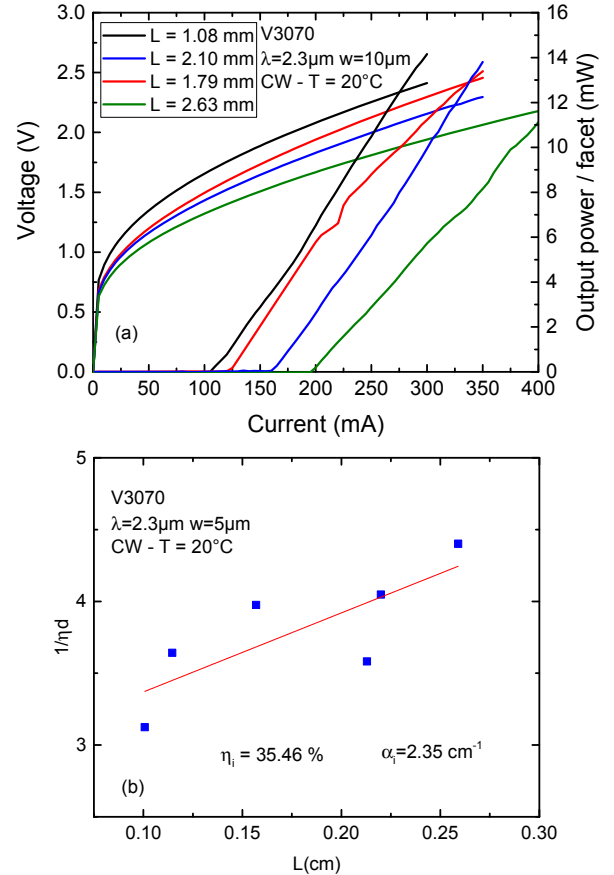 3.0
2.5
2.0
1.5
1.0
0.5
0.0
Voltage (V)
L = 1.08 mm
L = 2.10 mm
L = 1.79 mm
L = 2.63 mm
V3070
λ=2.3µm w=10µm
CW - T = 20°C
(a)
16
14
12
10
8
6
4
2
0
Output power / facet (mW)
0 50 100 150 200 250 300 350 400
Current (mA)
5
4
3
1/ηd
V3070
λ=2.3µm w=5µm
CW - T = 20°C
ηi = 35.46 % αi=2.35 cm-1
(b)
0.10 0.15 0.20 0.25 0.30
L(cm)